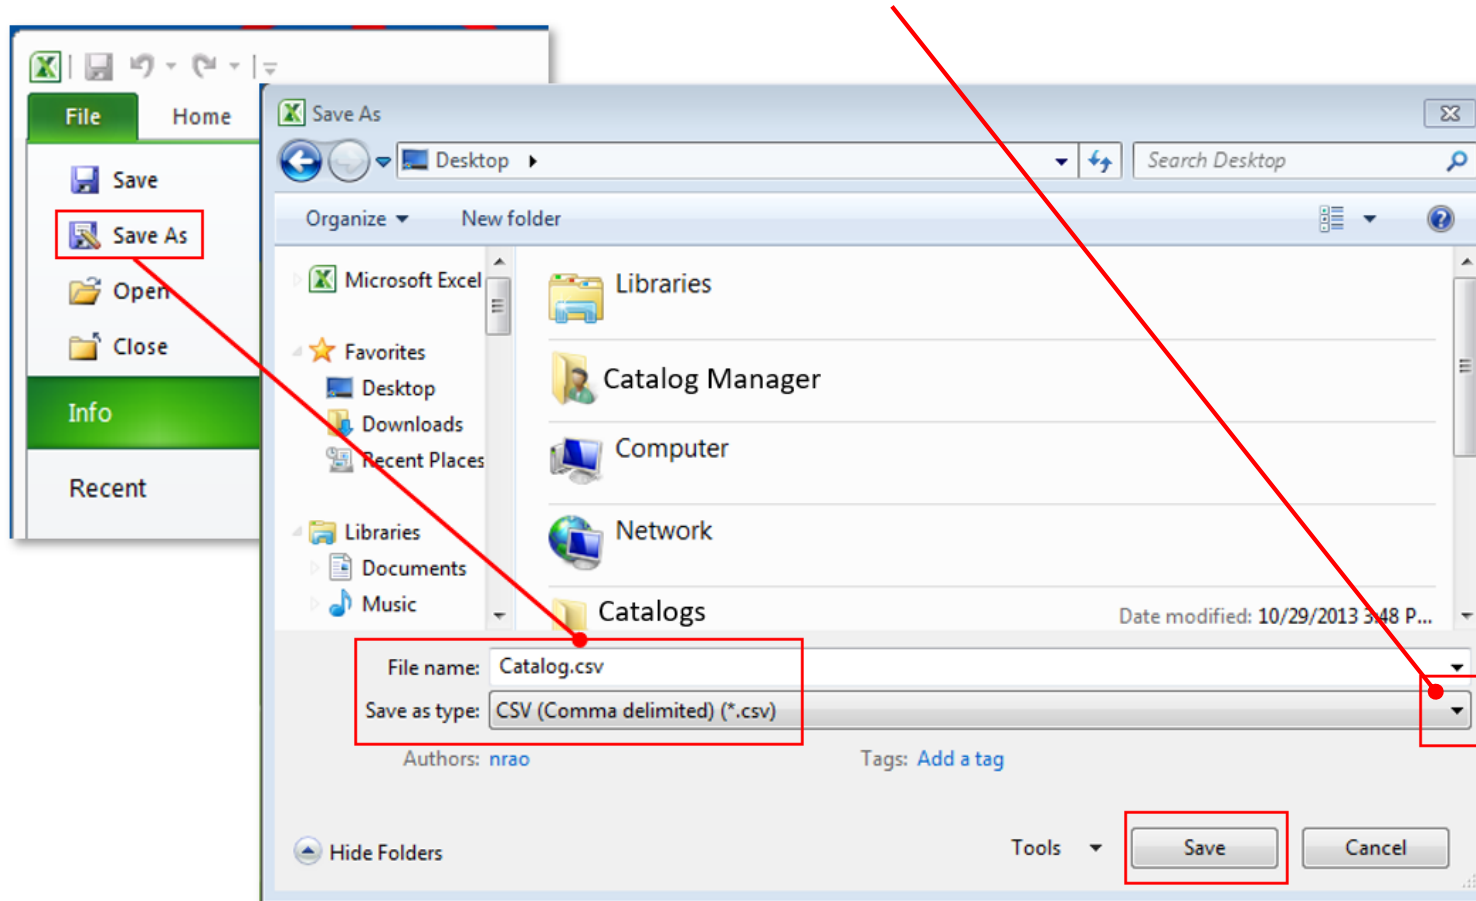 File Home
Save
Save As
Open
Close
Info
Recent
Save As
Desktop
Search Desktop
Organize New folder
Microsoft Excel
Favorites
Desktop
Downloads
Recent Places
Libraries
Documents
Music
Libraries
Catalog Manager
Computer
Network
Catalogs
Date modified: 10/29/2013 3:48 P...
File name: Catalog.csv
Save as type: CSV (Comma delimited) (*.csv)
Authors: nrao Tags: Add a tag
Hide Folders Tools Save Cancel